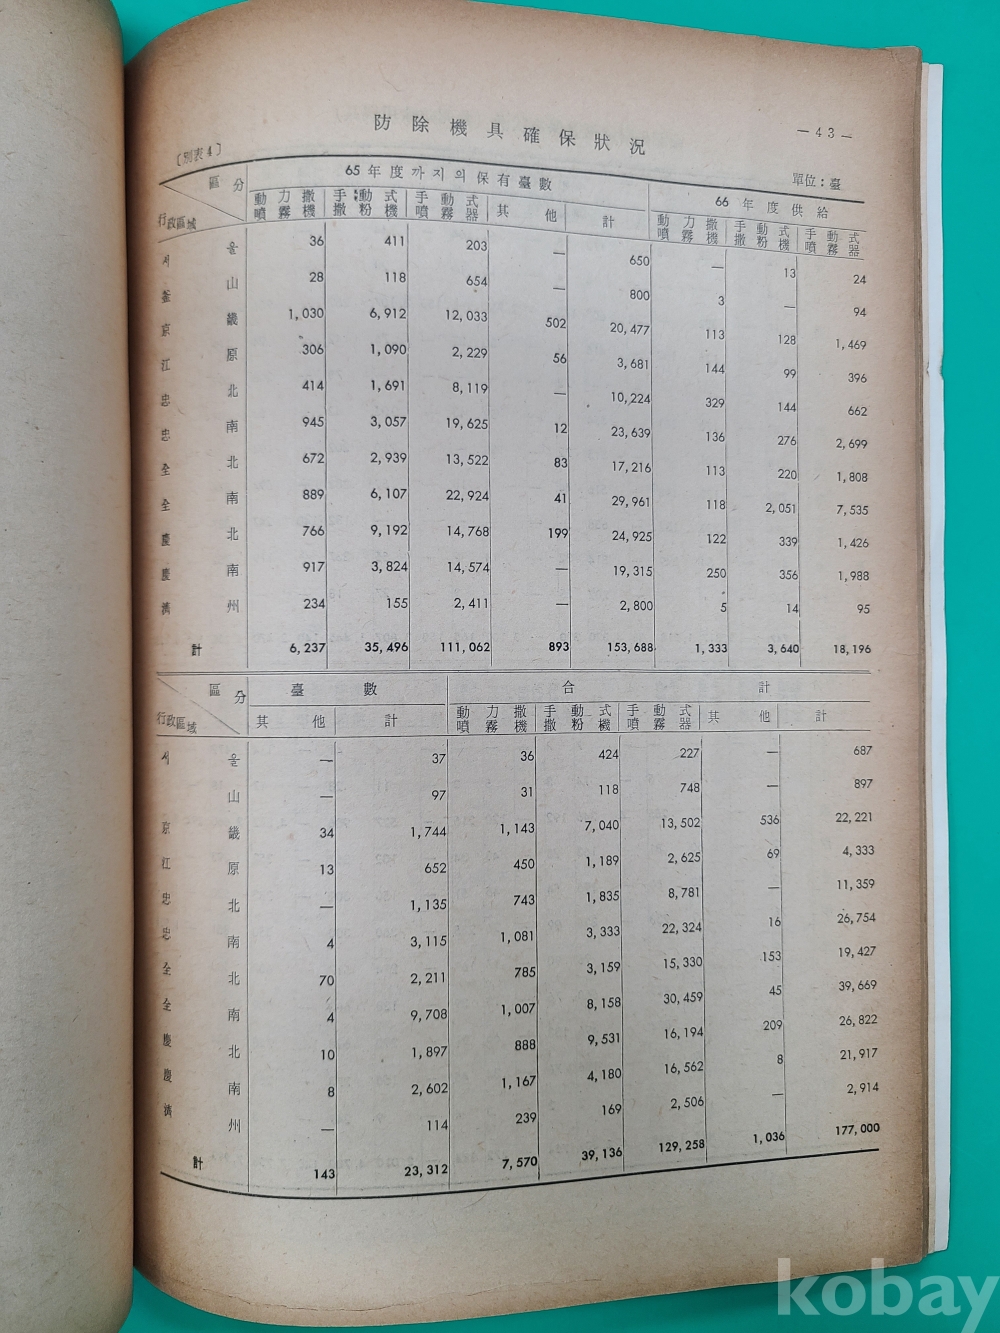 — 43 —
防除機具確保狀況
〔別表4〕
單位：臺
區分 65年度까지의保有臺數 66年度供給
行政區域 動力撒噴霧機 手動式撒粉機 手動式噴霧器 其他 計 動力撒噴霧機 手動式撒粉機 手動式噴霧器
서울 36 411 203 — 650 — 13 24
釜山 28 118 654 — 800 3 — 94
京畿 1,030 6,912 12,033 502 20,477 113 128 1,469
江原 306 1,090 2,229 56 3,681 144 99 396
忠北 414 1,691 8,119 — 10,224 329 144 662
忠南 945 3,057 19,625 12 23,639 136 276 2,699
全北 672 2,939 13,522 83 17,216 113 220 1,808
全南 889 6,107 22,924 41 29,961 118 2,051 7,535
慶北 766 9,192 14,768 199 24,925 122 339 1,426
慶南 917 3,824 14,574 — 19,315 250 356 1,988
濟州 234 155 2,411 — 2,800 5 14 95
計 6,237 35,496 111,062 893 153,688 1,333 3,640 18,196
區分 臺數 合計
行政區域 其他 計 動力撒噴霧機 手動式撒粉機 手動式噴霧器 其他 計
서울 — 37 36 424 227 — 687
山 — 97 31 118 748 — 897
京畿 34 1,744 1,143 7,040 13,502 536 22,221
江原 13 652 450 1,189 2,625 69 4,333
忠北 — 1,135 743 1,835 8,781 — 11,359
忠南 4 3,115 1,081 3,333 22,324 16 26,754
全北 70 2,211 785 3,159 15,330 153 19,427
全南 4 9,708 1,007 8,158 30,459 45 39,669
慶北 10 1,897 888 9,531 16,194 209 26,822
慶南 8 2,602 1,167 4,180 16,562 8 21,917
濟州 — 114 239 169 2,506 — 2,914
計 143 23,312 7,570 39,136 129,258 1,036 177,000
kobay